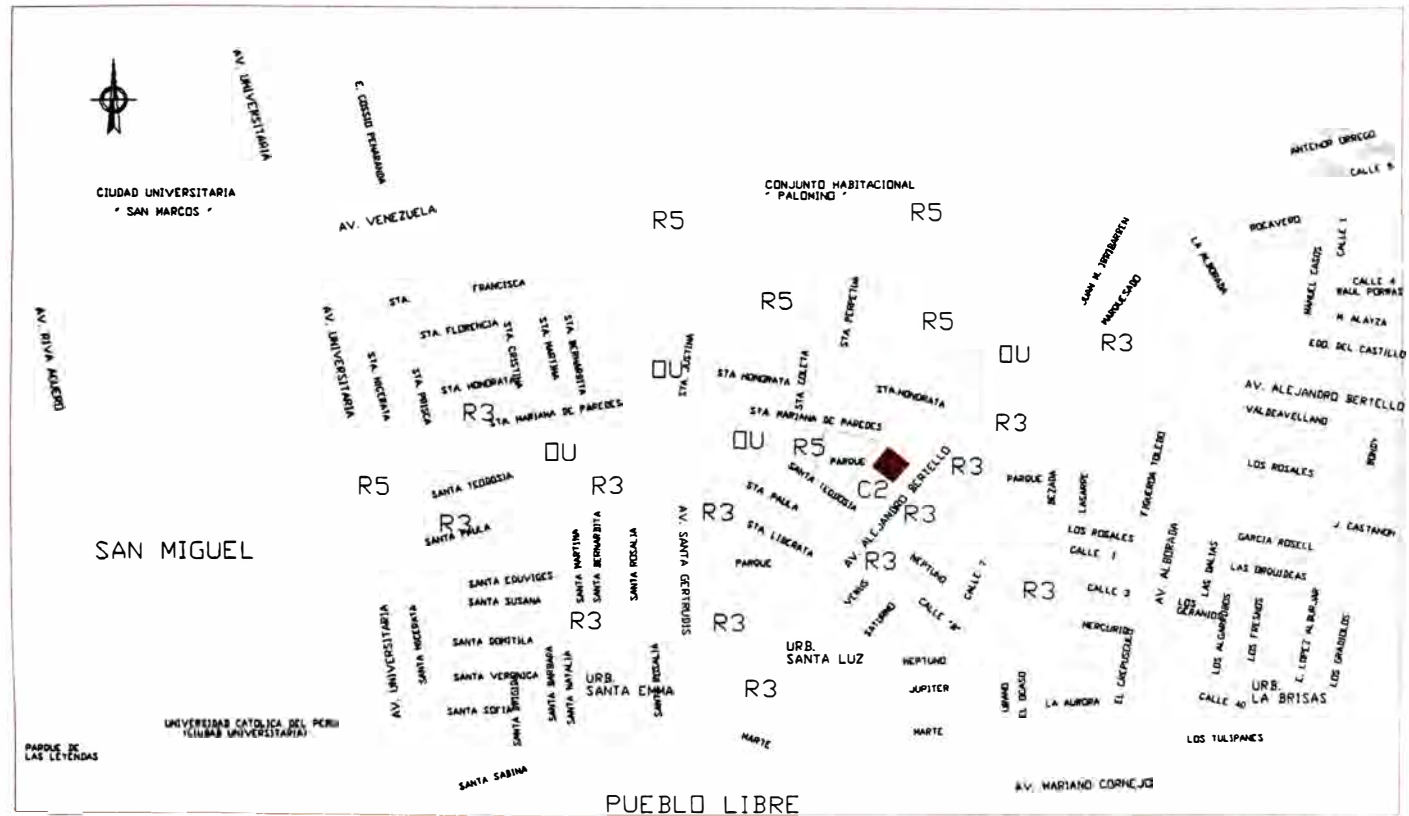 AV. UNIVERSITARIA
E. COSSIO PENARANDA
ANTENOR ORREGO
CALLE 5
CIUDAD UNIVERSITARIA
" SAN MARCOS "
CONJUNTO HABITACIONAL
" PALOMINO "
AV. VENEZUELA
R5
R5
JUAN M. IRRIBARREN
MARQUESADO
LA ALBORADA
ROCAVERO
MANUEL CASOS
CALLE 1
CALLE 4
RAUL PORRAS
M. ALAYZA
EDO. DEL CASTILLO
AV. RIVA AGUERO
AV. UNIVERSITARIA
STA.
FRANCISCA
STA. FLORENCIA
STA. CRISTINA
STA. MARTINA
STA. BERNARDITA
STA. NICERATA
STA. PRISCA
STA. HONORATA
R3
STA. MARIANA DE PAREDES
R5
STA. PERPETUA
R5
OU
R3
OU
STA. JUSTINA
STA. HONORATA
STA. COLETA
STA. HONORATA
AV. ALEJANDRO BERTELLO
VALDEAVELLANO
STA. MARIANA DE PAREDES
R3
OU
OU
R5
PARQUE
C2
SANTA TEODOSIA
AV. ALEJANDRO BERTELLO
R3
PARQUE
BEZADA
LASARPE
FIGUEROA TOLEDO
LOS ROSALES
R5
SANTA TEODOSIA
R3
R3
SANTA PAULA
STA. PAULA
R3
STA. LIBERATA
R3
LOS ROSALES
CALLE 1
J. CASTANON
GARCIA ROSELL
SAN MIGUEL
SANTA MARTINA
SANTA BERNARDITA
SANTA ROSALIA
AV. SANTA GERTRUDIS
PARQUE
R3
NEPTUNO
CALLE 7
AV. ALBORADA
LAS DALIAS
LAS ORQUIDEAS
SANTA EDUVIGES
SANTA SUSANA
VENUS
SATURNO
CALLE "B"
R3
CALLE 3
LOS
GERANIOS
LOS ALGARROBOS
LOS FRESNOS
E. LOPEZ ALBUJAR
LOS GRADIOLOS
AV. UNIVERSITARIA
SANTA NICERATA
R3
R3
MERCURIO
SANTA DOMITILA
URB.
SANTA LUZ
NEPTUNO
SANTA VERONICA
SANTA BRIGIDA
SANTA BARBARA
SANTA NATALIA
URB.
SANTA EMMA
SANTA ROSALIA
R3
JUPITER
URANO
EL OCASO
LA AURORA
EL CREPUSCULO
CALLE 40
URB.
LA BRISAS
SANTA SOFIA
UNIVERSIDAD CATOLICA DEL PERU
(CIUDAD UNIVERSITARIA)
PARQUE DE
LAS LEYENDAS
MARTE
MARTE
LOS TULIPANES
SANTA SABINA
AV. MARIANO CORNEJO
PUEBLO LIBRE